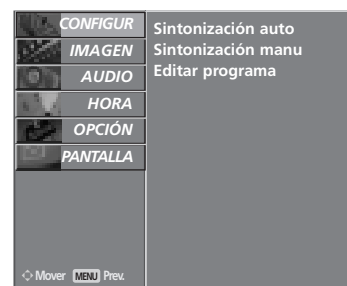 CONFIGUR
IMAGEN
AUDIO
HORA
OPCIÓN
PANTALLA
Sintonización auto
Sintonización manu
Editar programa
Mover MENU Prev.